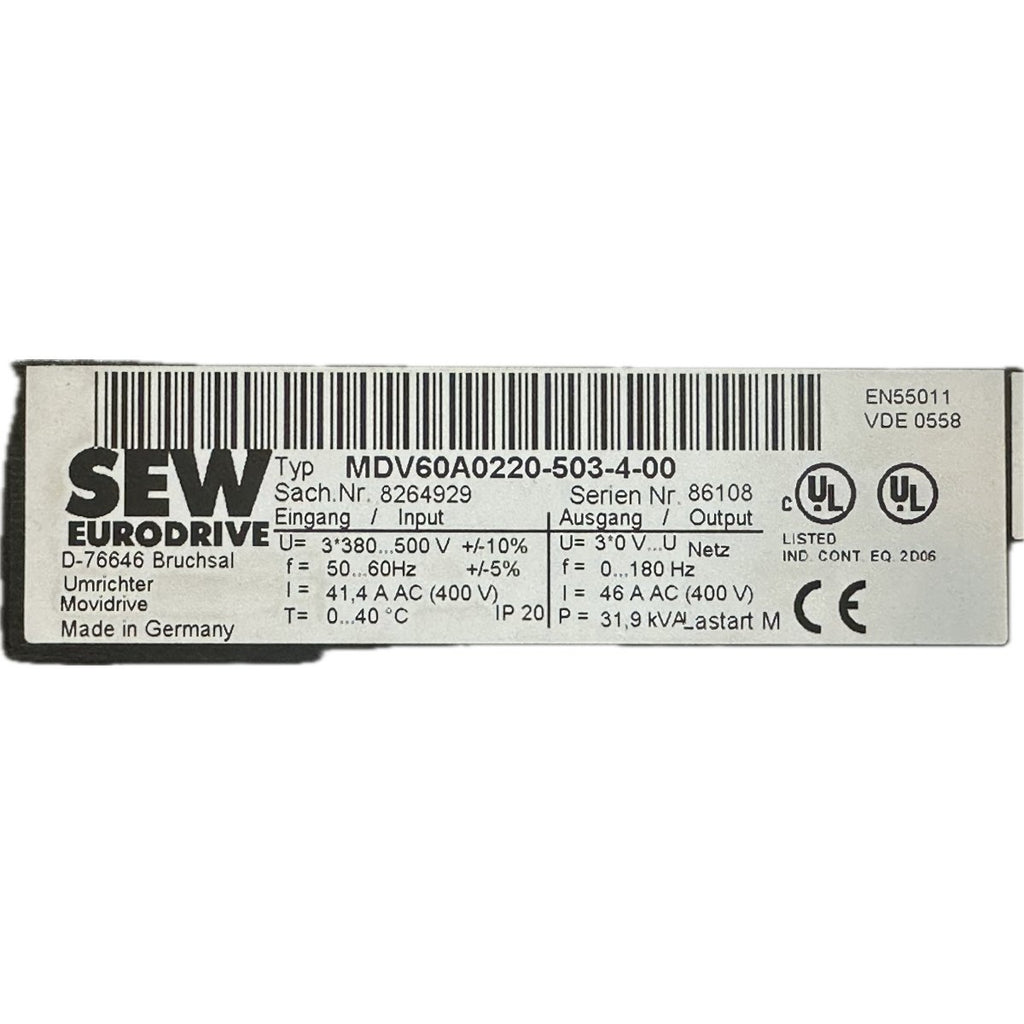 EN55011
VDE 0558
SEW
EURODRIVE
D-76646 Bruchsal
Umrichter
Movidrive
Made in Germany
Typ MDV60A0220-503-4-00
Sach.Nr. 8264929 Serien Nr. 86108
Eingang / Input Ausgang / Output
U= 3*380...500 V +/-10% U= 3*0 V...U Netz
f = 50...60Hz +/-5% f = 0...180 Hz
I = 41,4 A AC (400 V) I = 46 A AC (400 V)
T= 0...40 °C IP 20 P = 31,9 kVA Lastart M
c UL UL
LISTED
IND. CONT. EQ. 2D06
CE